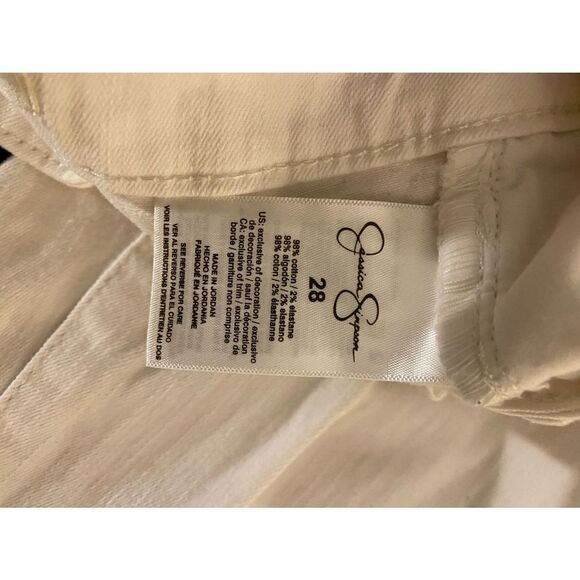 Jessica Simpson
28
98% cotton / 2% elastane
98% algodón / 2% elastano
98% coton / 2% élasthanne
US: exclusive of decoration / exclusivo
de decoración / sauf la décoration
CA: exclusive of trim / exclusivo de
borde / garniture non comprise
MADE IN JORDAN
HECHO EN JORDANIA
FABRIQUÉ EN JORDANIE
SEE REVERSE FOR CARE
VER AL REVERSO PARA EL CUIDADO
VOIR LES INSTRUCTIONS D'ENTRETIEN AU DOS